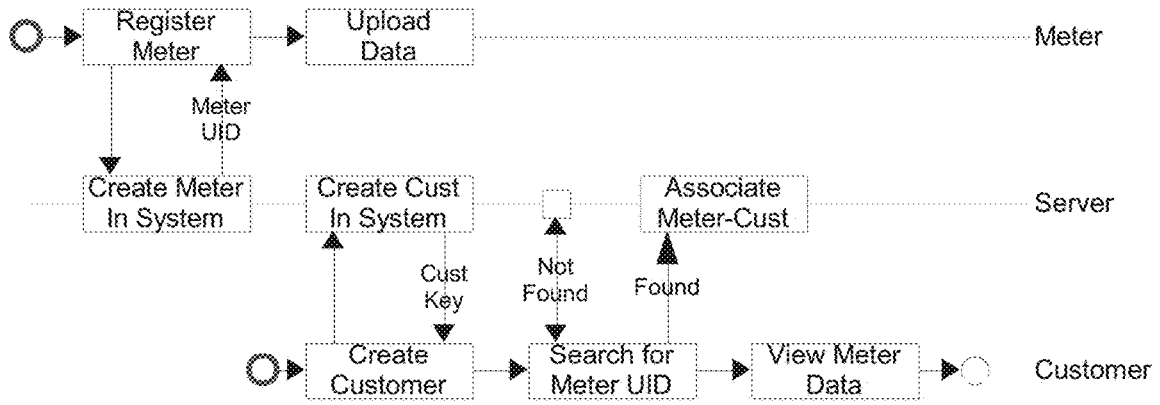 Register
Meter
Upload
Data
Meter
Meter
UID
Create Meter
In System
Create Cust
In System
Associate
Meter-Cust
Server
Cust
Key
Not
Found
Found
Create
Customer
Search for
Meter UID
View Meter
Data
Customer